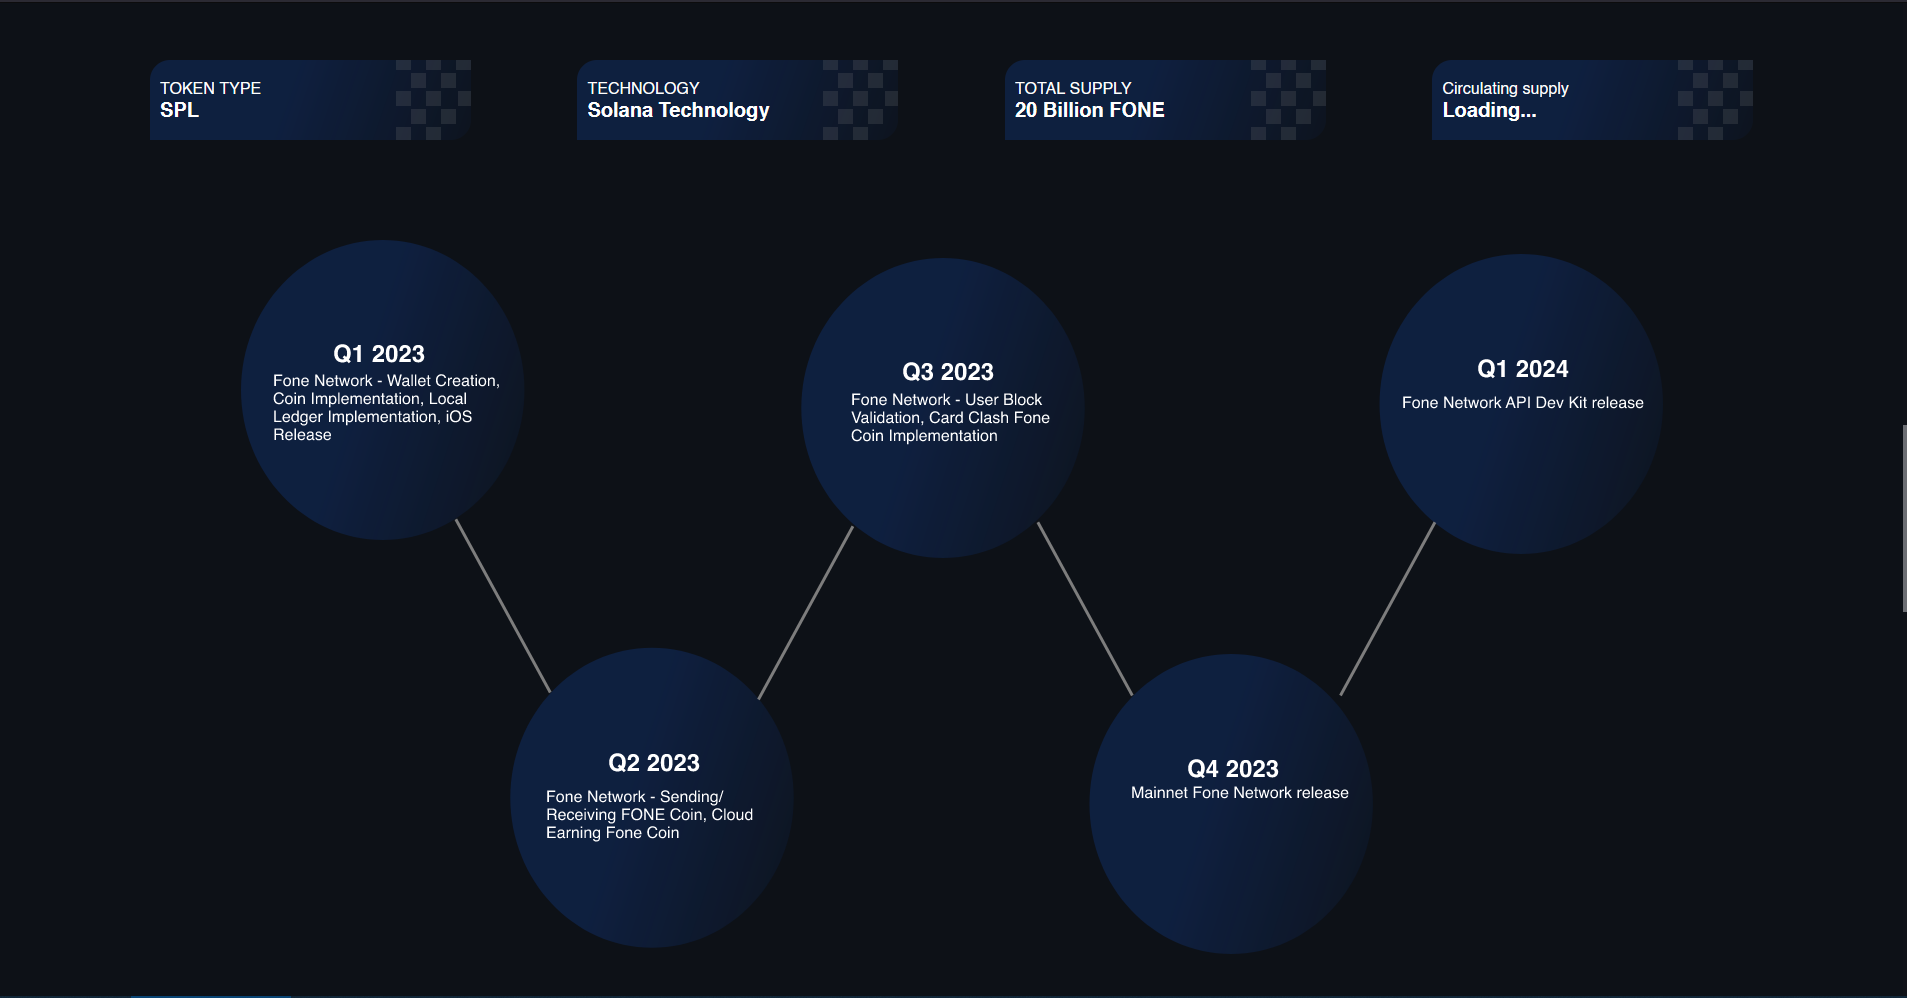 TOKEN TYPE
SPL
TECHNOLOGY
Solana Technology
TOTAL SUPPLY
20 Billion FONE
Circulating supply
Loading...
Q1 2023
Fone Network - Wallet Creation,
Coin Implementation, Local
Ledger Implementation, iOS
Release
Q2 2023
Fone Network - Sending/
Receiving FONE Coin, Cloud
Earning Fone Coin
Q3 2023
Fone Network - User Block
Validation, Card Clash Fone
Coin Implementation
Q4 2023
Mainnet Fone Network release
Q1 2024
Fone Network API Dev Kit release